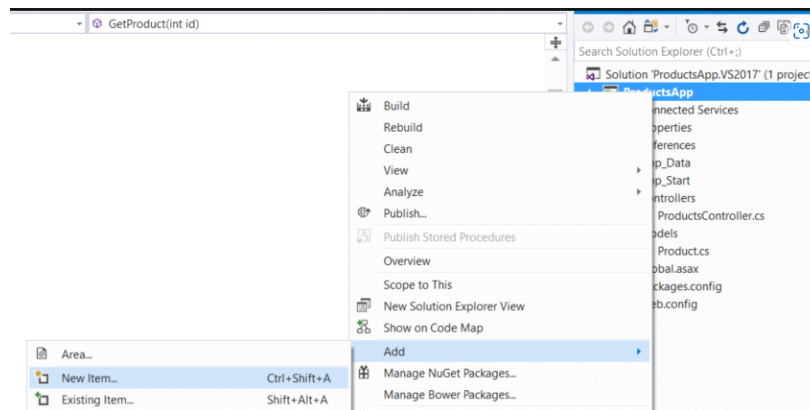 GetProduct(int id)
Search Solution Explorer (Ctrl+;)
Solution 'ProductsApp.VS2017' (1 project
ProductsApp
Build
Rebuild
Clean
View
Analyze
Publish...
Publish Stored Procedures
Overview
Scope to This
New Solution Explorer View
Show on Code Map
Add
Manage NuGet Packages...
Manage Bower Packages...
nnected Services
operties
ferences
p_Data
p_Start
ntrollers
ProductsController.cs
odels
Product.cs
obal.asax
ckages.config
eb.config
Area...
New Item... Ctrl+Shift+A
Existing Item... Shift+Alt+A